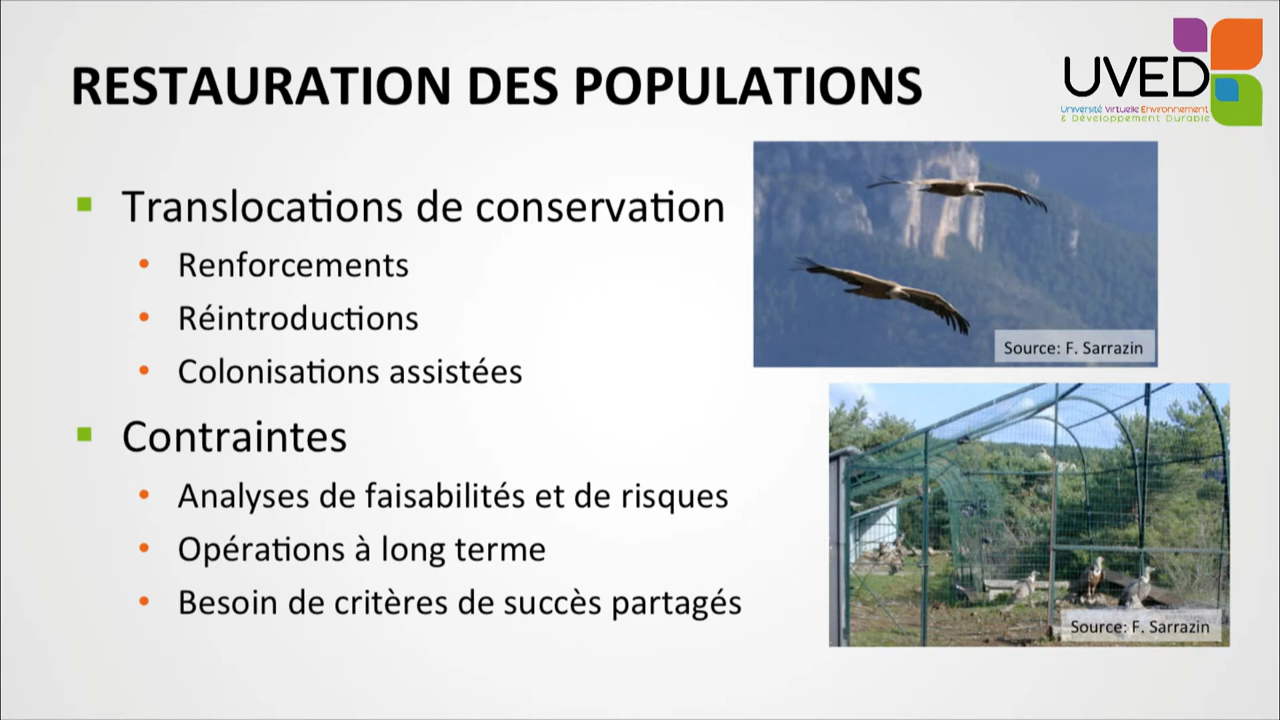 RESTAURATION DES POPULATIONS
UVED
Université Virtuelle Environnement
& Développement Durable
Translocations de conservation
Renforcements
Réintroductions
Colonisations assistées
Contraintes
Analyses de faisabilités et de risques
Opérations à long terme
Besoin de critères de succès partagés
Source: F. Sarrazin
Source: F. Sarrazin